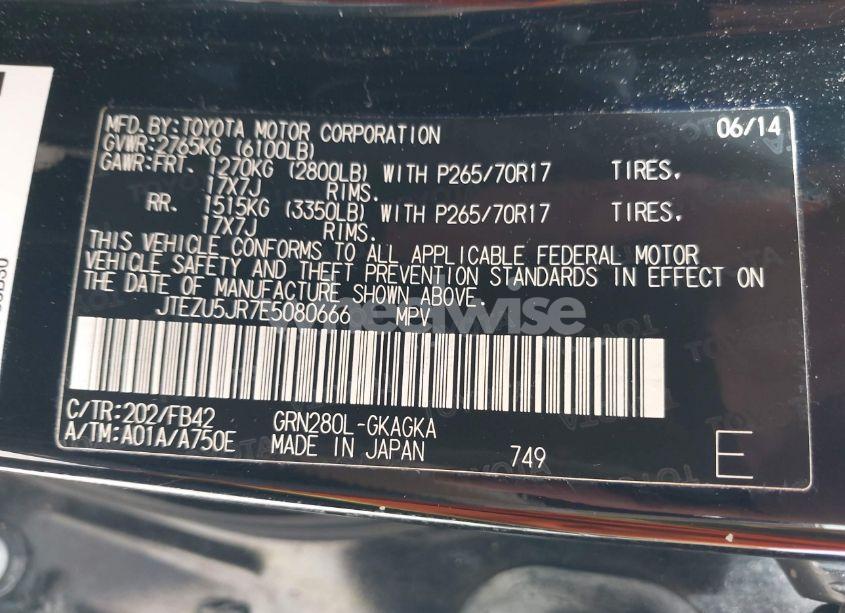 MFD. BY: TOYOTA MOTOR CORPORATION 06/14
GVWR: 2765KG (6100LB)
GAWR: FRT. 1270KG (2800LB) WITH P265/70R17 TIRES,
17X7J RIMS.
RR. 1515KG (3350LB) WITH P265/70R17 TIRES,
17X7J RIMS.
THIS VEHICLE CONFORMS TO ALL APPLICABLE FEDERAL MOTOR
VEHICLE SAFETY AND THEFT PREVENTION STANDARDS IN EFFECT ON
THE DATE OF MANUFACTURE SHOWN ABOVE.
JTEZU5JR7E5080666 MPV
C/TR: 202/FB42 GRN280L-GKAGKA
A/TM: A01A/A750E MADE IN JAPAN 749 E
wheelwise